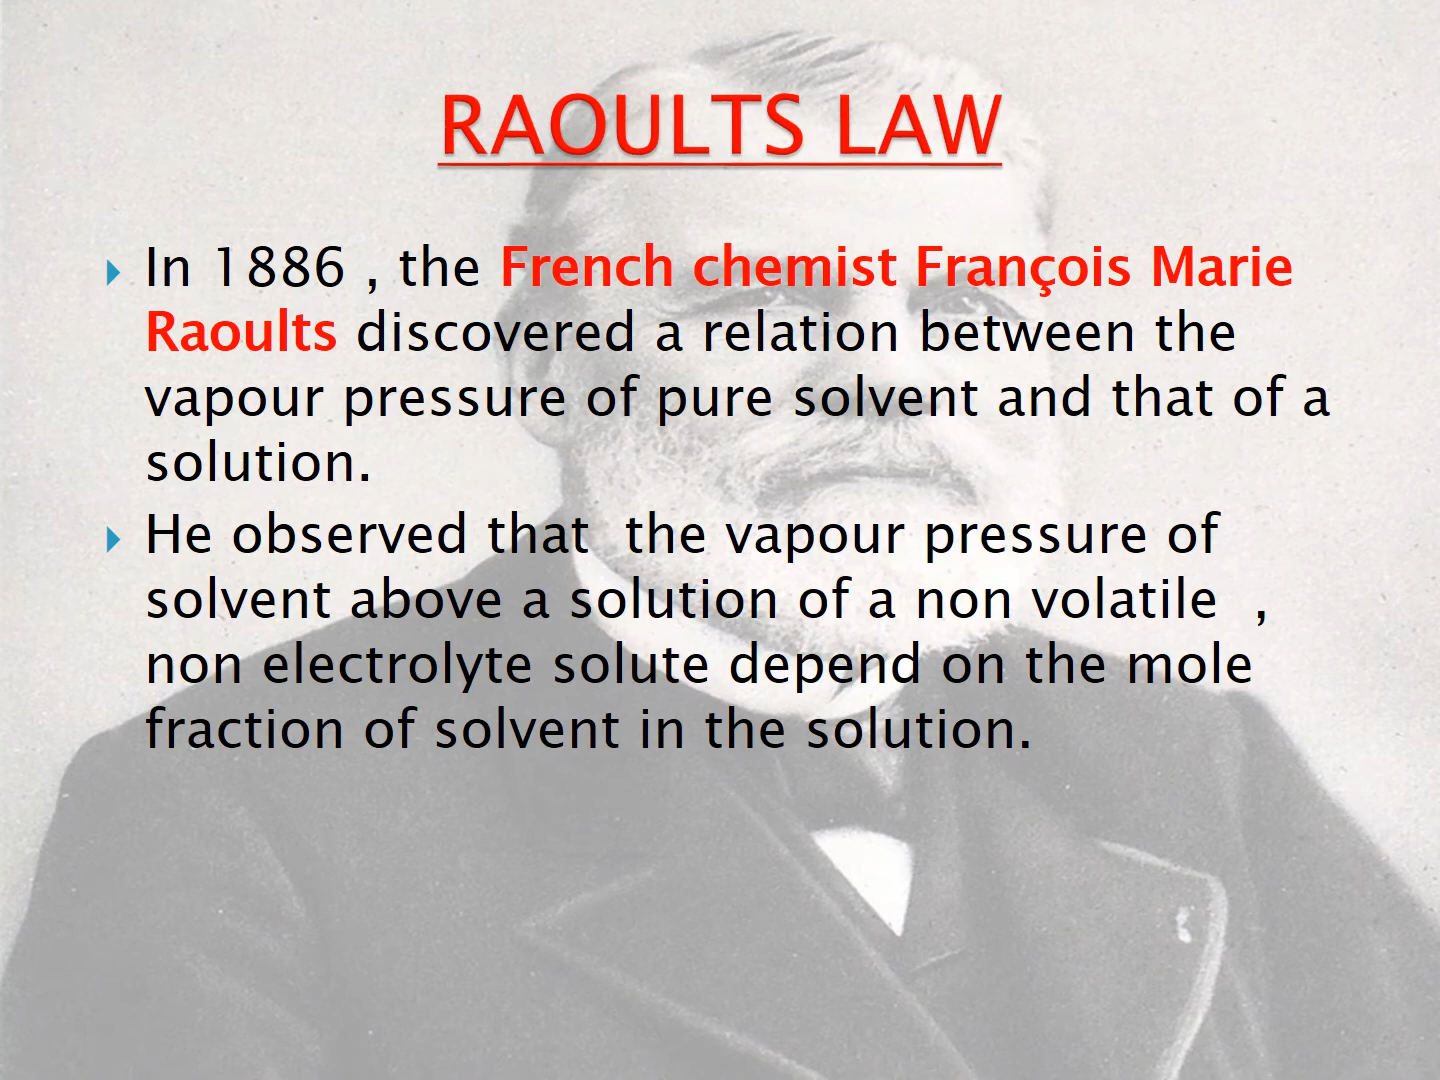 RAOULTS LAW
In 1886 , the French chemist François Marie
Raoults discovered a relation between the
vapour pressure of pure solvent and that of a
solution.
He observed that  the vapour pressure of
solvent above a solution of a non volatile  ,
non electrolyte solute depend on the mole
fraction of solvent in the solution.